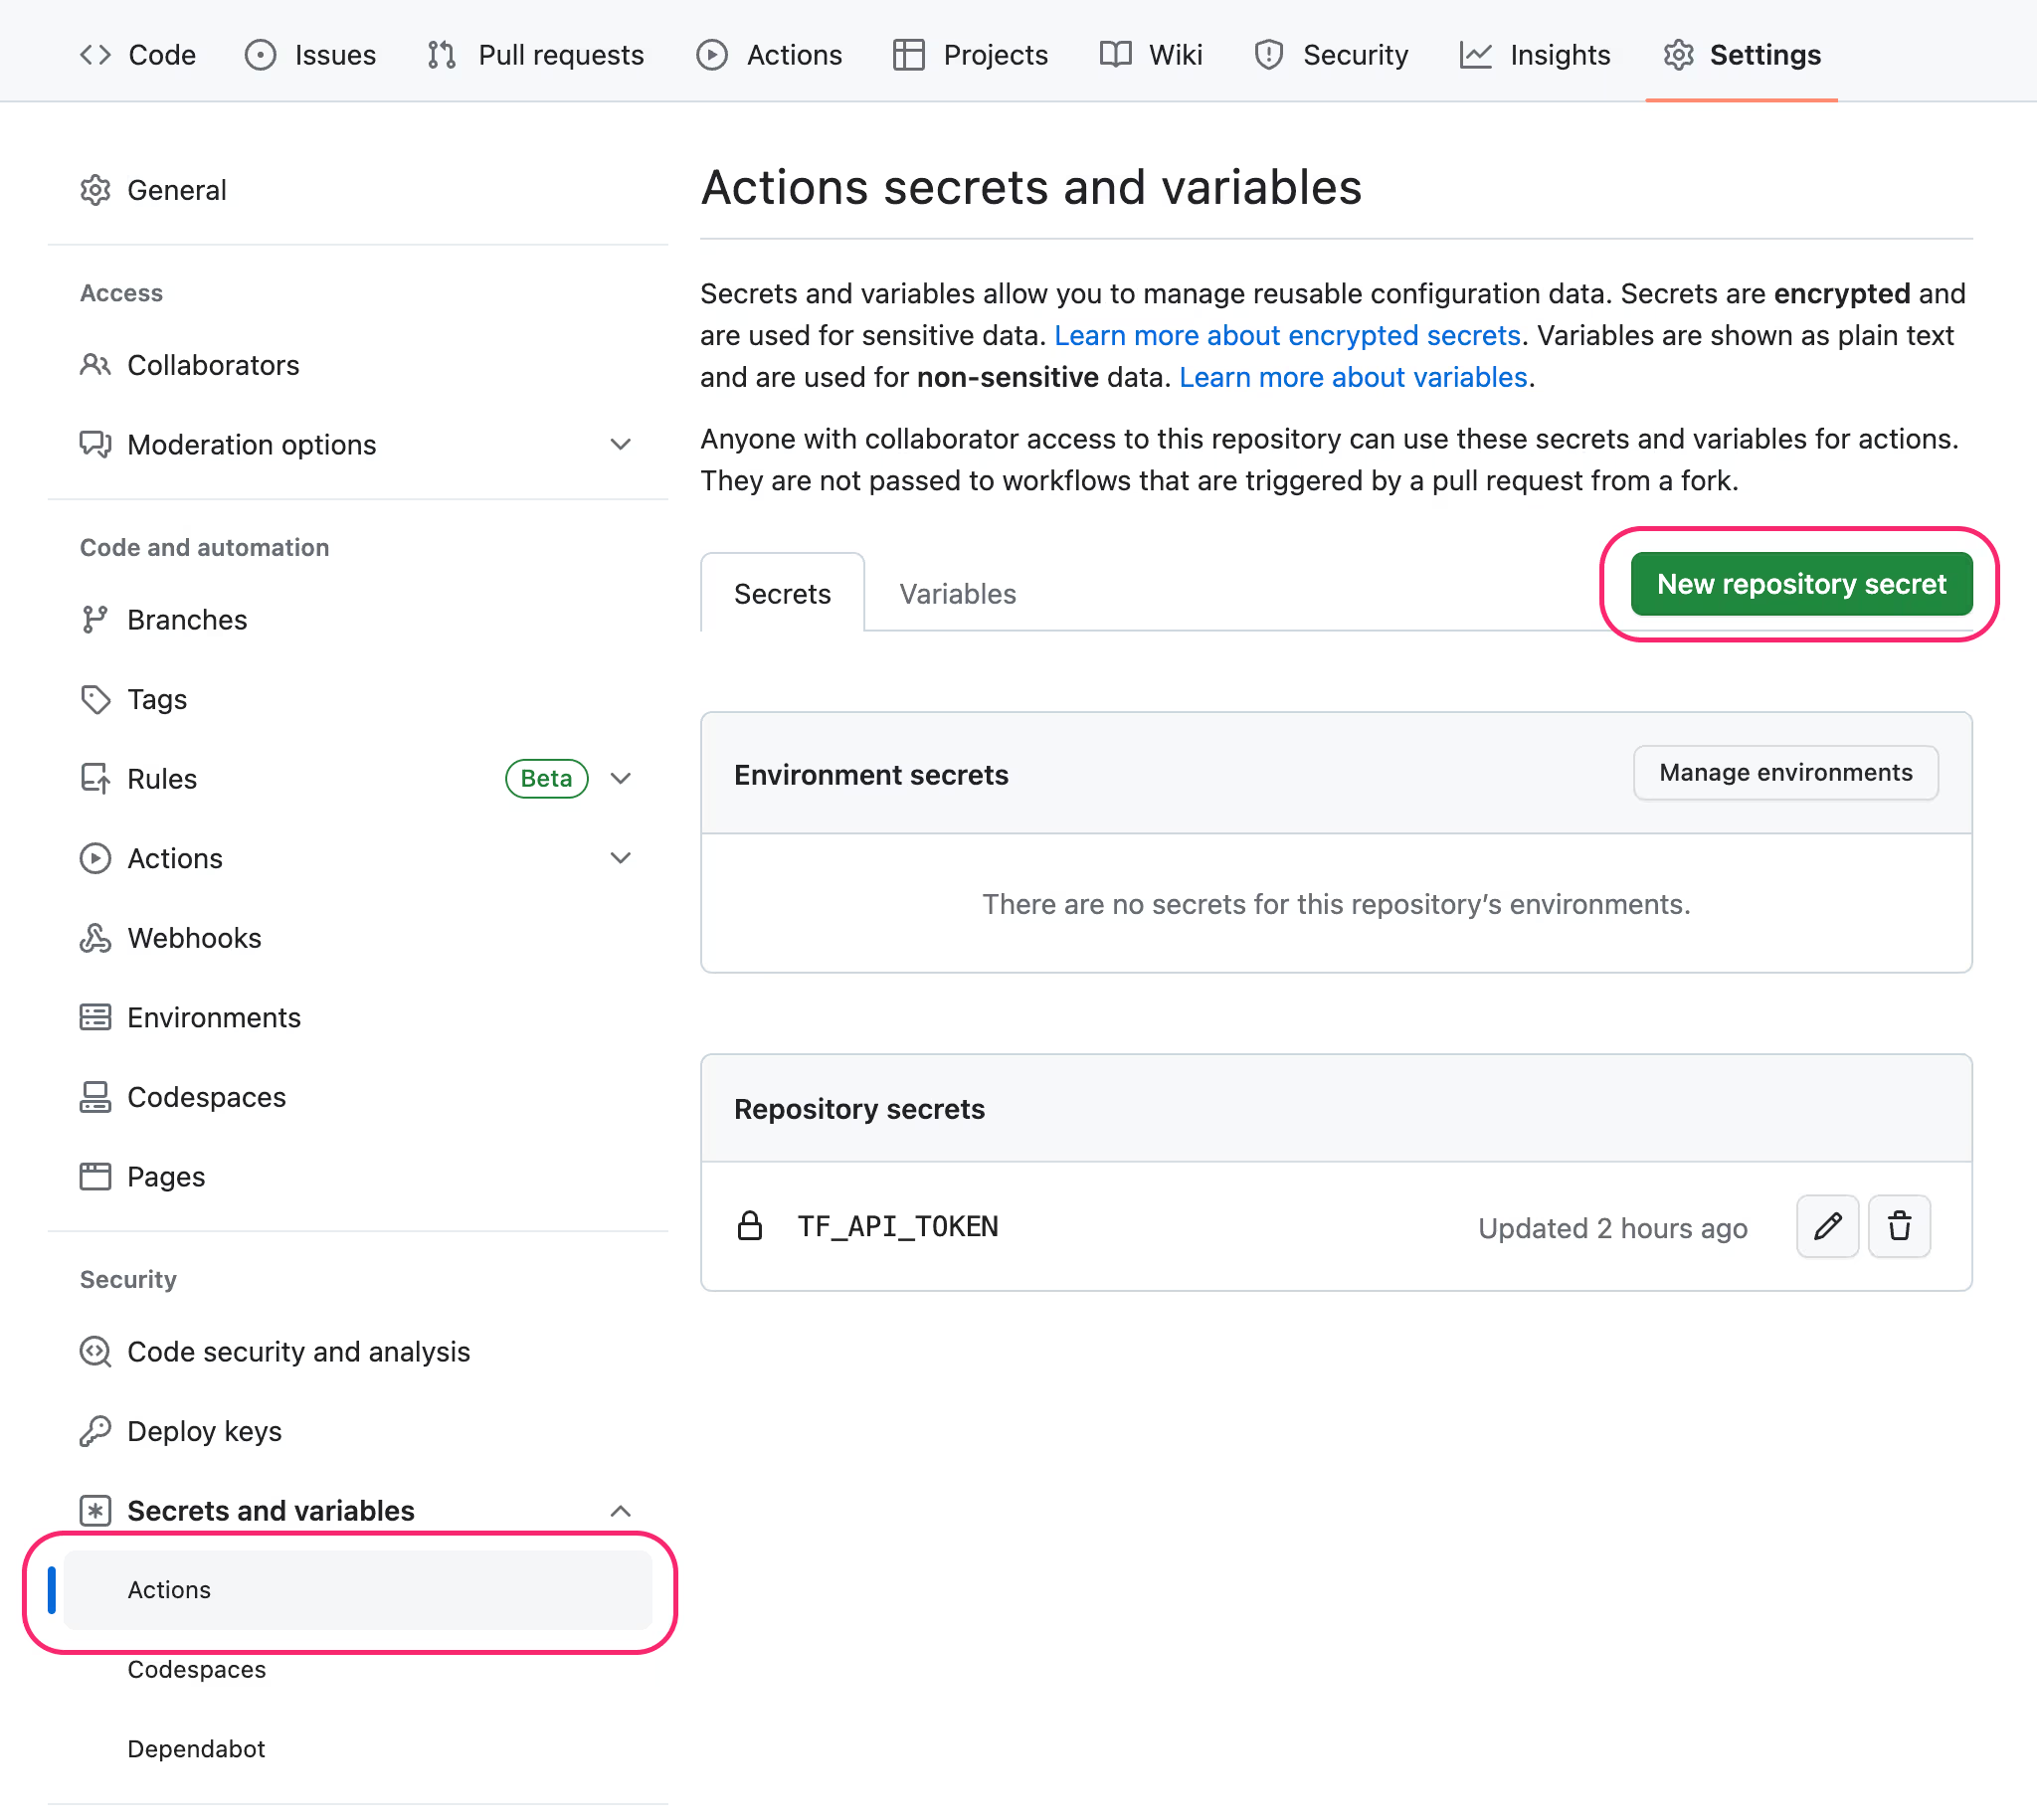 Code Issues Pull requests Actions Projects Wiki Security Insights Settings
General
Access
Collaborators
Moderation options
Code and automation
Branches
Tags
Rules Beta
Actions
Webhooks
Environments
Codespaces
Pages
Security
Code security and analysis
Deploy keys
Secrets and variables
Actions
Codespaces
Dependabot
Actions secrets and variables
Secrets and variables allow you to manage reusable configuration data. Secrets are encrypted and
are used for sensitive data. Learn more about encrypted secrets. Variables are shown as plain text
and are used for non-sensitive data. Learn more about variables.
Anyone with collaborator access to this repository can use these secrets and variables for actions.
They are not passed to workflows that are triggered by a pull request from a fork.
Secrets Variables New repository secret
Environment secrets Manage environments
There are no secrets for this repository’s environments.
Repository secrets
TF_API_TOKEN Updated 2 hours ago